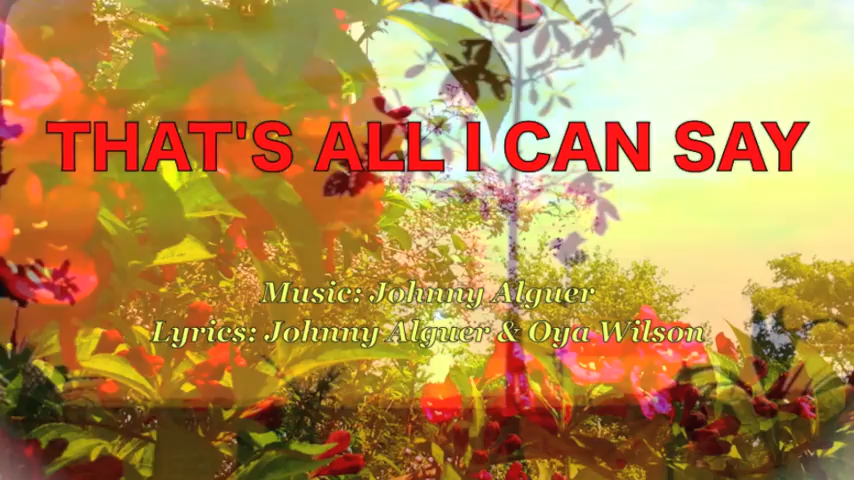 THAT'S ALL I CAN SAY
Music: Johnny Alguer
Lyrics: Johnny Alguer & Oya Wilson